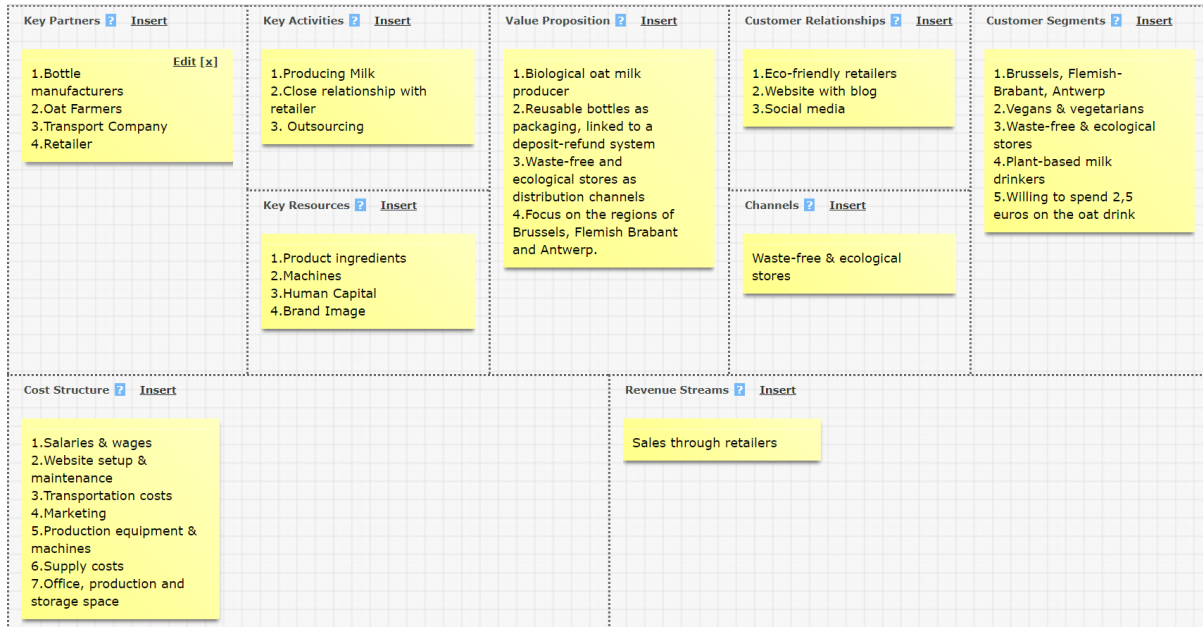 Key Partners ? Insert
Edit [x]
1.Bottle
manufacturers
2.Oat Farmers
3.Transport Company
4.Retailer
Key Activities ? Insert
1.Producing Milk
2.Close relationship with
retailer
3. Outsourcing
Key Resources ? Insert
1.Product ingredients
2.Machines
3.Human Capital
4.Brand Image
Value Proposition ? Insert
1.Biological oat milk
producer
2.Reusable bottles as
packaging, linked to a
deposit-refund system
3.Waste-free and
ecological stores as
distribution channels
4.Focus on the regions of
Brussels, Flemish Brabant
and Antwerp.
Customer Relationships ? Insert
1.Eco-friendly retailers
2.Website with blog
3.Social media
Channels ? Insert
Waste-free & ecological
stores
Customer Segments ? Insert
1.Brussels, Flemish-
Brabant, Antwerp
2.Vegans & vegetarians
3.Waste-free & ecological
stores
4.Plant-based milk
drinkers
5.Willing to spend 2,5
euros on the oat drink
Cost Structure ? Insert
1.Salaries & wages
2.Website setup &
maintenance
3.Transportation costs
4.Marketing
5.Production equipment &
machines
6.Supply costs
7.Office, production and
storage space
Revenue Streams ? Insert
Sales through retailers